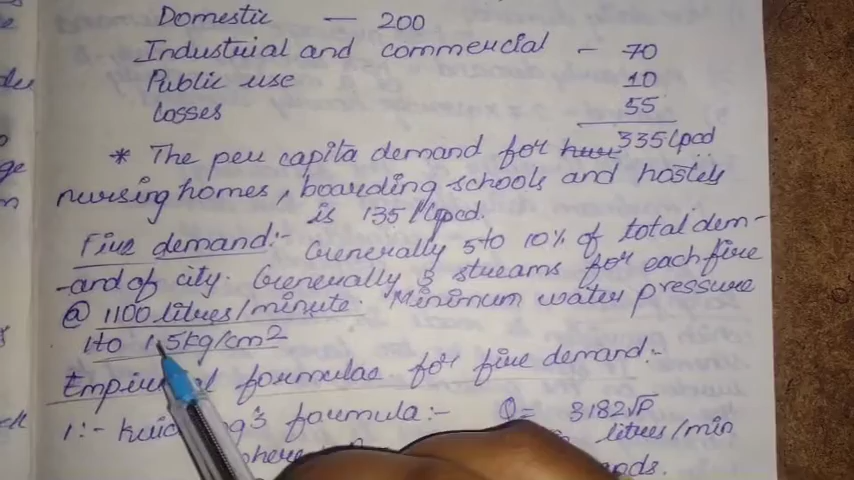 Domestic — 200
Industrial and commercial - 70
Public use 10
Losses 55
335 lpcd
* The per capita demand for
nursing homes, boarding schools and hostels
is 135 lpcd.
Fire demand:- Generally 5 to 10% of total dem-
-and of city. Generally 3 streams for each fire
@ 1100 litres/minute. Minimum water pressure
1 to 1.5kg/cm2
formulae for fire demand:-
1:- formula:- Q = 3182√P
litres/min